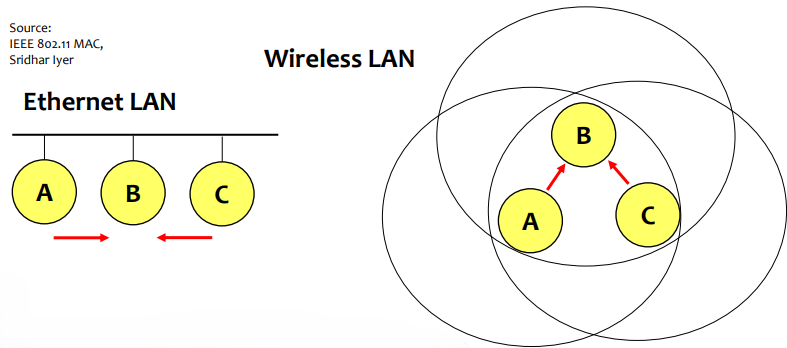 Source:
IEEE 802.11 MAC,
Sridhar Iyer
Wireless LAN
Ethernet LAN
A
B
C
B
A
C